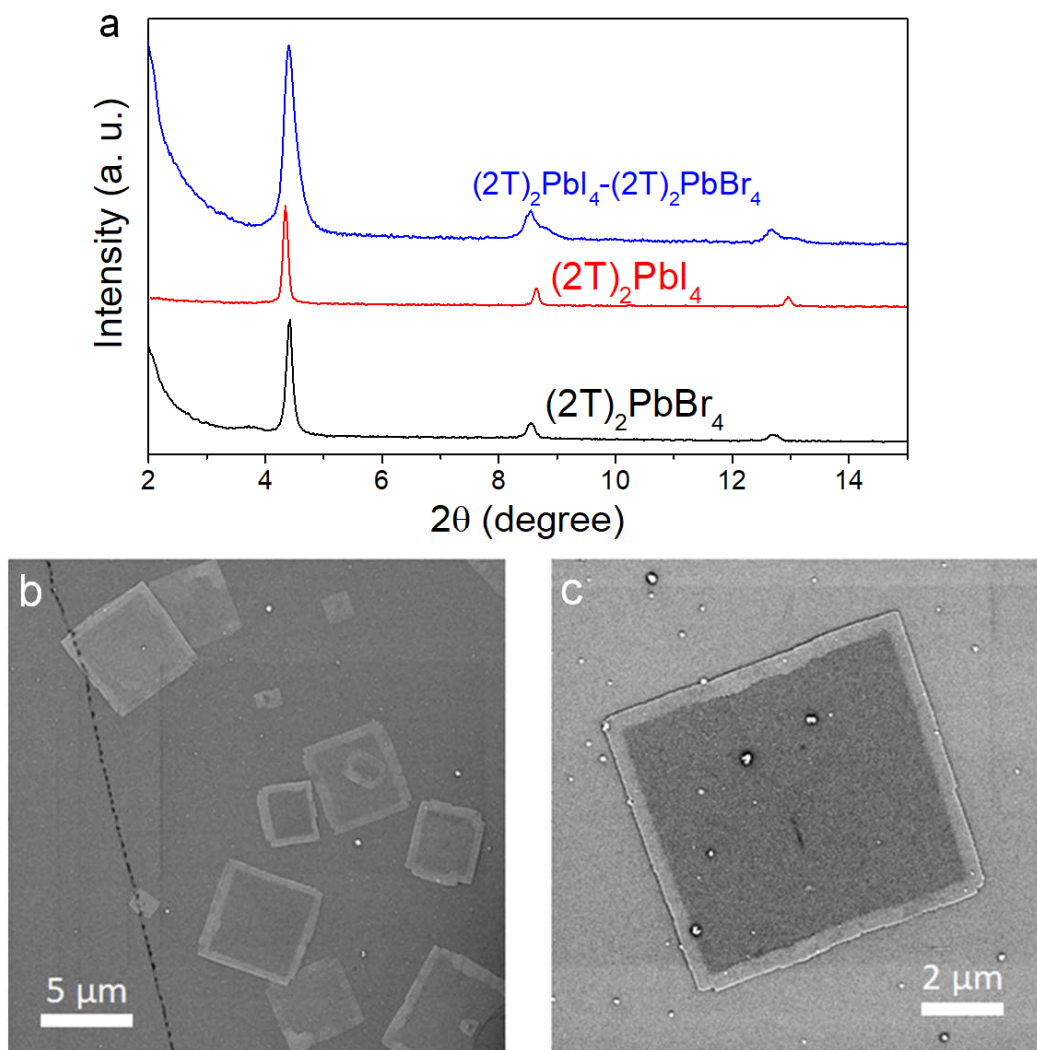 a
Intensity (a. u.)
(2T)₂PbI₄-(2T)₂PbBr₄
(2T)₂PbI₄
(2T)₂PbBr₄
2 4 6 8 10 12 14
2θ (degree)
b
5 μm
c
2 μm